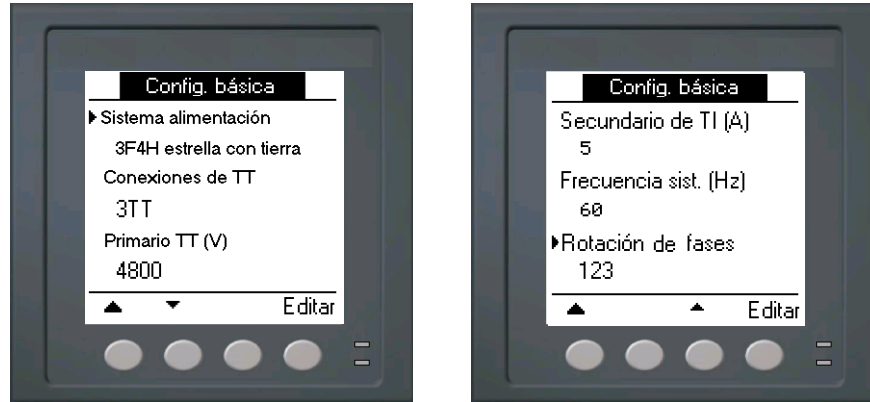 Config. básica
Sistema alimentación
3F4H estrella con tierra
Conexiones de TT
3TT
Primario TT (V)
4800
Editar
Config. básica
Secundario de TI (A)
5
Frecuencia sist. (Hz)
60
Rotación de fases
123
Editar